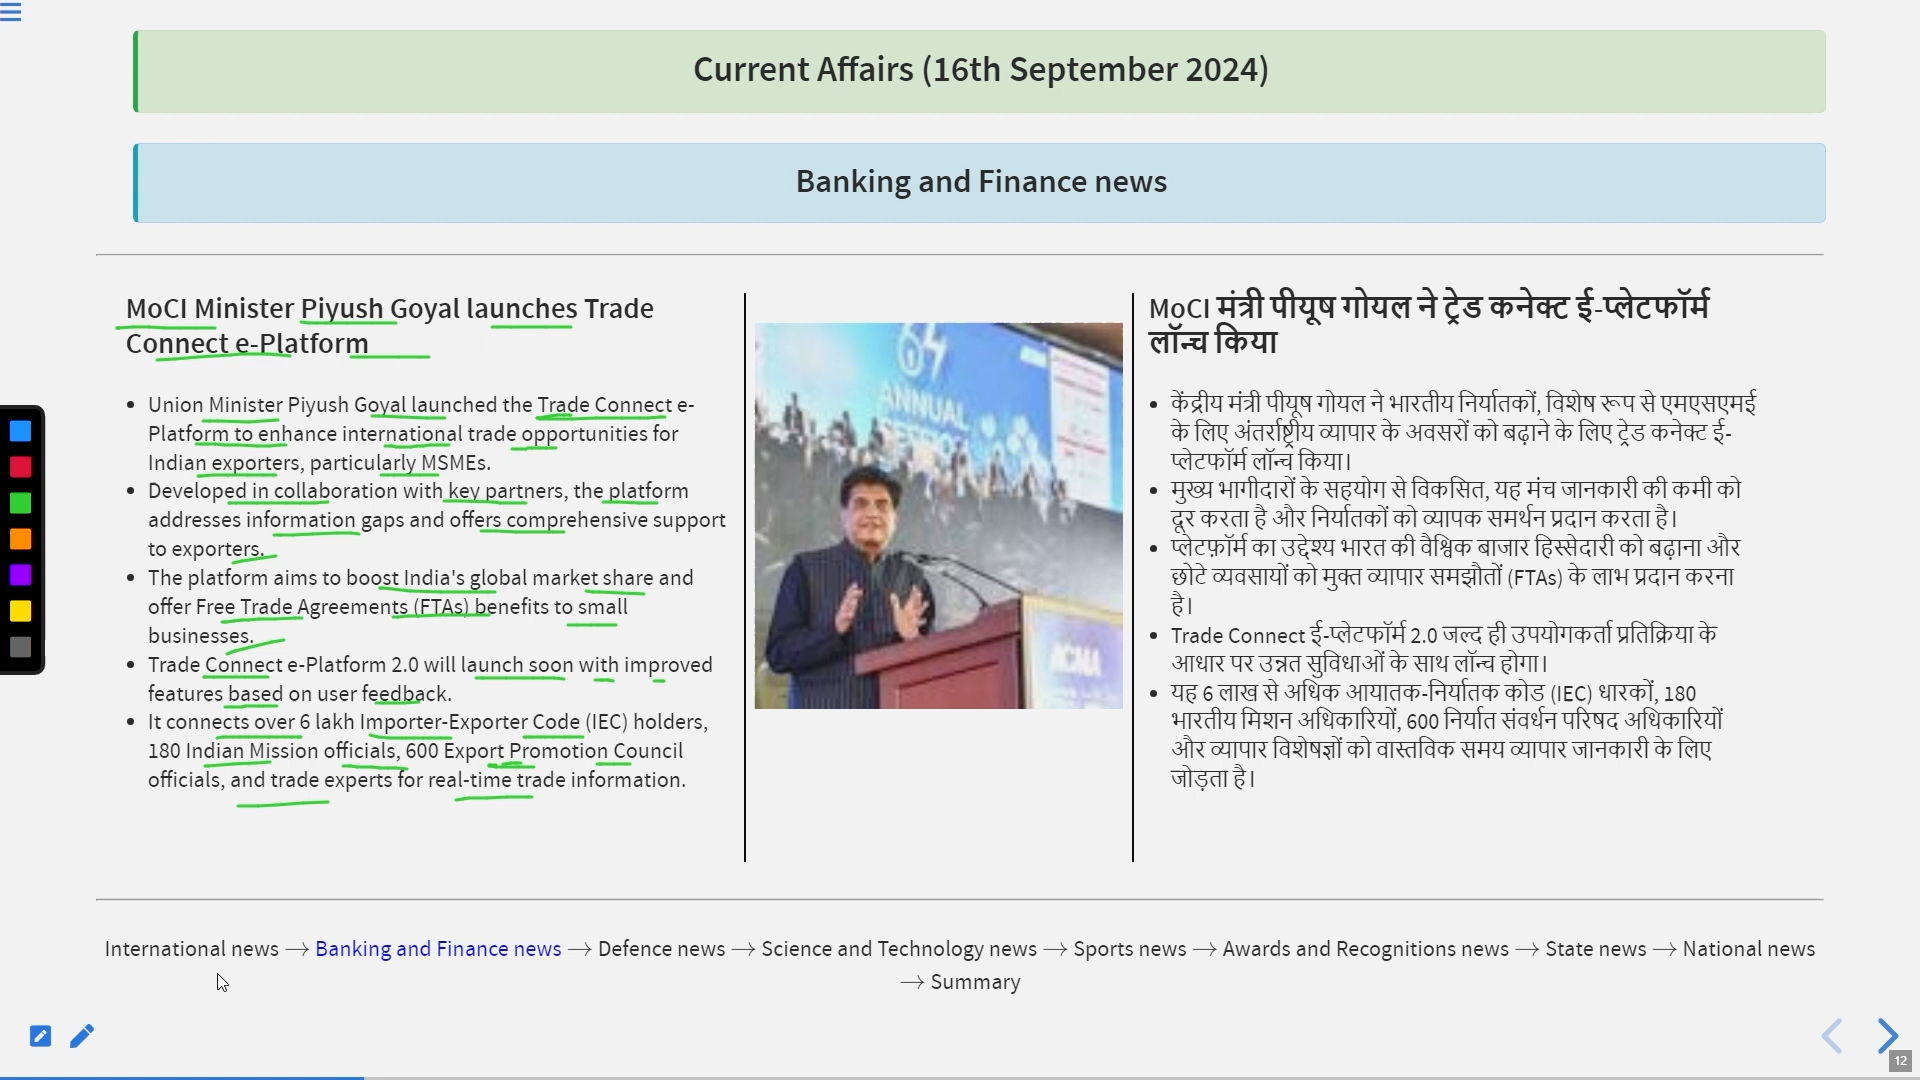 Current Affairs (16th September 2024)
Banking and Finance news
MoCI Minister Piyush Goyal launches Trade
Connect e-Platform
• Union Minister Piyush Goyal launched the Trade Connect e-
Platform to enhance international trade opportunities for
Indian exporters, particularly MSMEs.
• Developed in collaboration with key partners, the platform
addresses information gaps and offers comprehensive support
to exporters.
• The platform aims to boost India's global market share and
offer Free Trade Agreements (FTAs) benefits to small
businesses.
• Trade Connect e-Platform 2.0 will launch soon with improved
features based on user feedback.
• It connects over 6 lakh Importer-Exporter Code (IEC) holders,
180 Indian Mission officials, 600 Export Promotion Council
officials, and trade experts for real-time trade information.
64
ANNUAL
ACMA
MoCI मंत्री पीयूष गोयल ने ट्रेड कनेक्ट ई-प्लेटफॉर्म
लॉन्च किया
• केंद्रीय मंत्री पीयूष गोयल ने भारतीय निर्यातकों, विशेष रूप से एमएसएमई
के लिए अंतर्राष्ट्रीय व्यापार के अवसरों को बढ़ाने के लिए ट्रेड कनेक्ट ई-
प्लेटफॉर्म लॉन्च किया।
• मुख्य भागीदारों के सहयोग से विकसित, यह मंच जानकारी की कमी को
दूर करता है और निर्यातकों को व्यापक समर्थन प्रदान करता है।
• प्लेटफ़ॉर्म का उद्देश्य भारत की वैश्विक बाजार हिस्सेदारी को बढ़ाना और
छोटे व्यवसायों को मुक्त व्यापार समझौतों (FTAs) के लाभ प्रदान करना
है।
• Trade Connect ई-प्लेटफॉर्म 2.0 जल्द ही उपयोगकर्ता प्रतिक्रिया के
आधार पर उन्नत सुविधाओं के साथ लॉन्च होगा।
• यह 6 लाख से अधिक आयातक-निर्यातक कोड (IEC) धारकों, 180
भारतीय मिशन अधिकारियों, 600 निर्यात संवर्धन परिषद अधिकारियों
और व्यापार विशेषज्ञों को वास्तविक समय व्यापार जानकारी के लिए
जोड़ता है।
International news → Banking and Finance news → Defence news → Science and Technology news → Sports news → Awards and Recognitions news → State news → National news
→ Summary
12